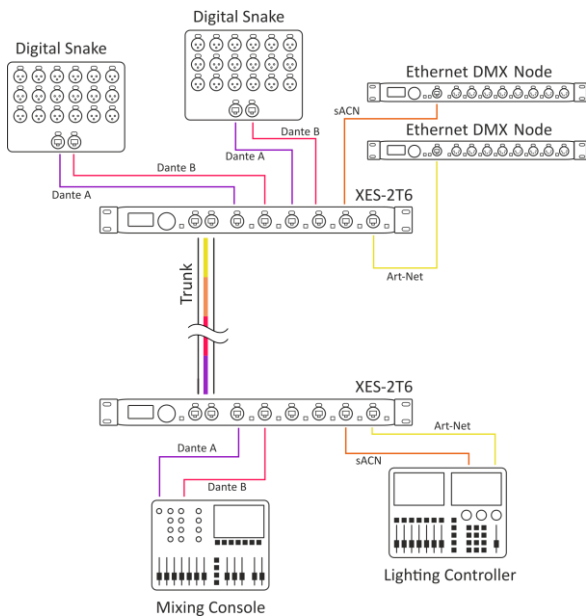 Digital Snake
Digital Snake
Ethernet DMX Node
sACN
Ethernet DMX Node
Dante B
Dante A
Dante B
Dante A
XES-2T6
Art-Net
Trunk
XES-2T6
Art-Net
Dante A
sACN
Dante B
Lighting Controller
Mixing Console